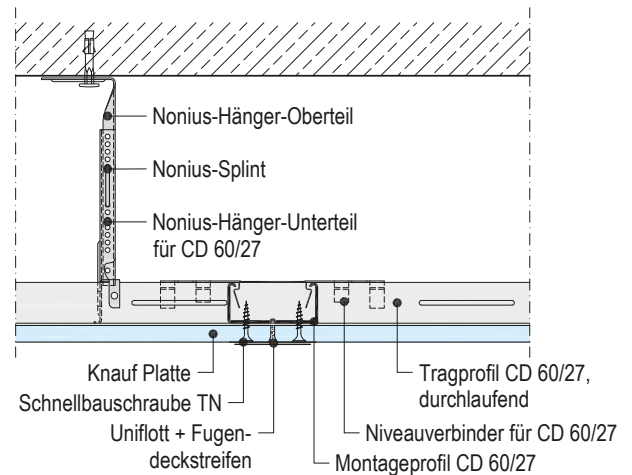 Nonius-Hänger-Oberteil
Nonius-Splint
Nonius-Hänger-Unterteil
für CD 60/27
Knauf Platte
Schnellbauschraube TN
Uniflott + Fugen-
deckstreifen
Tragprofil CD 60/27,
durchlaufend
Niveauverbinder für CD 60/27
Montageprofil CD 60/27